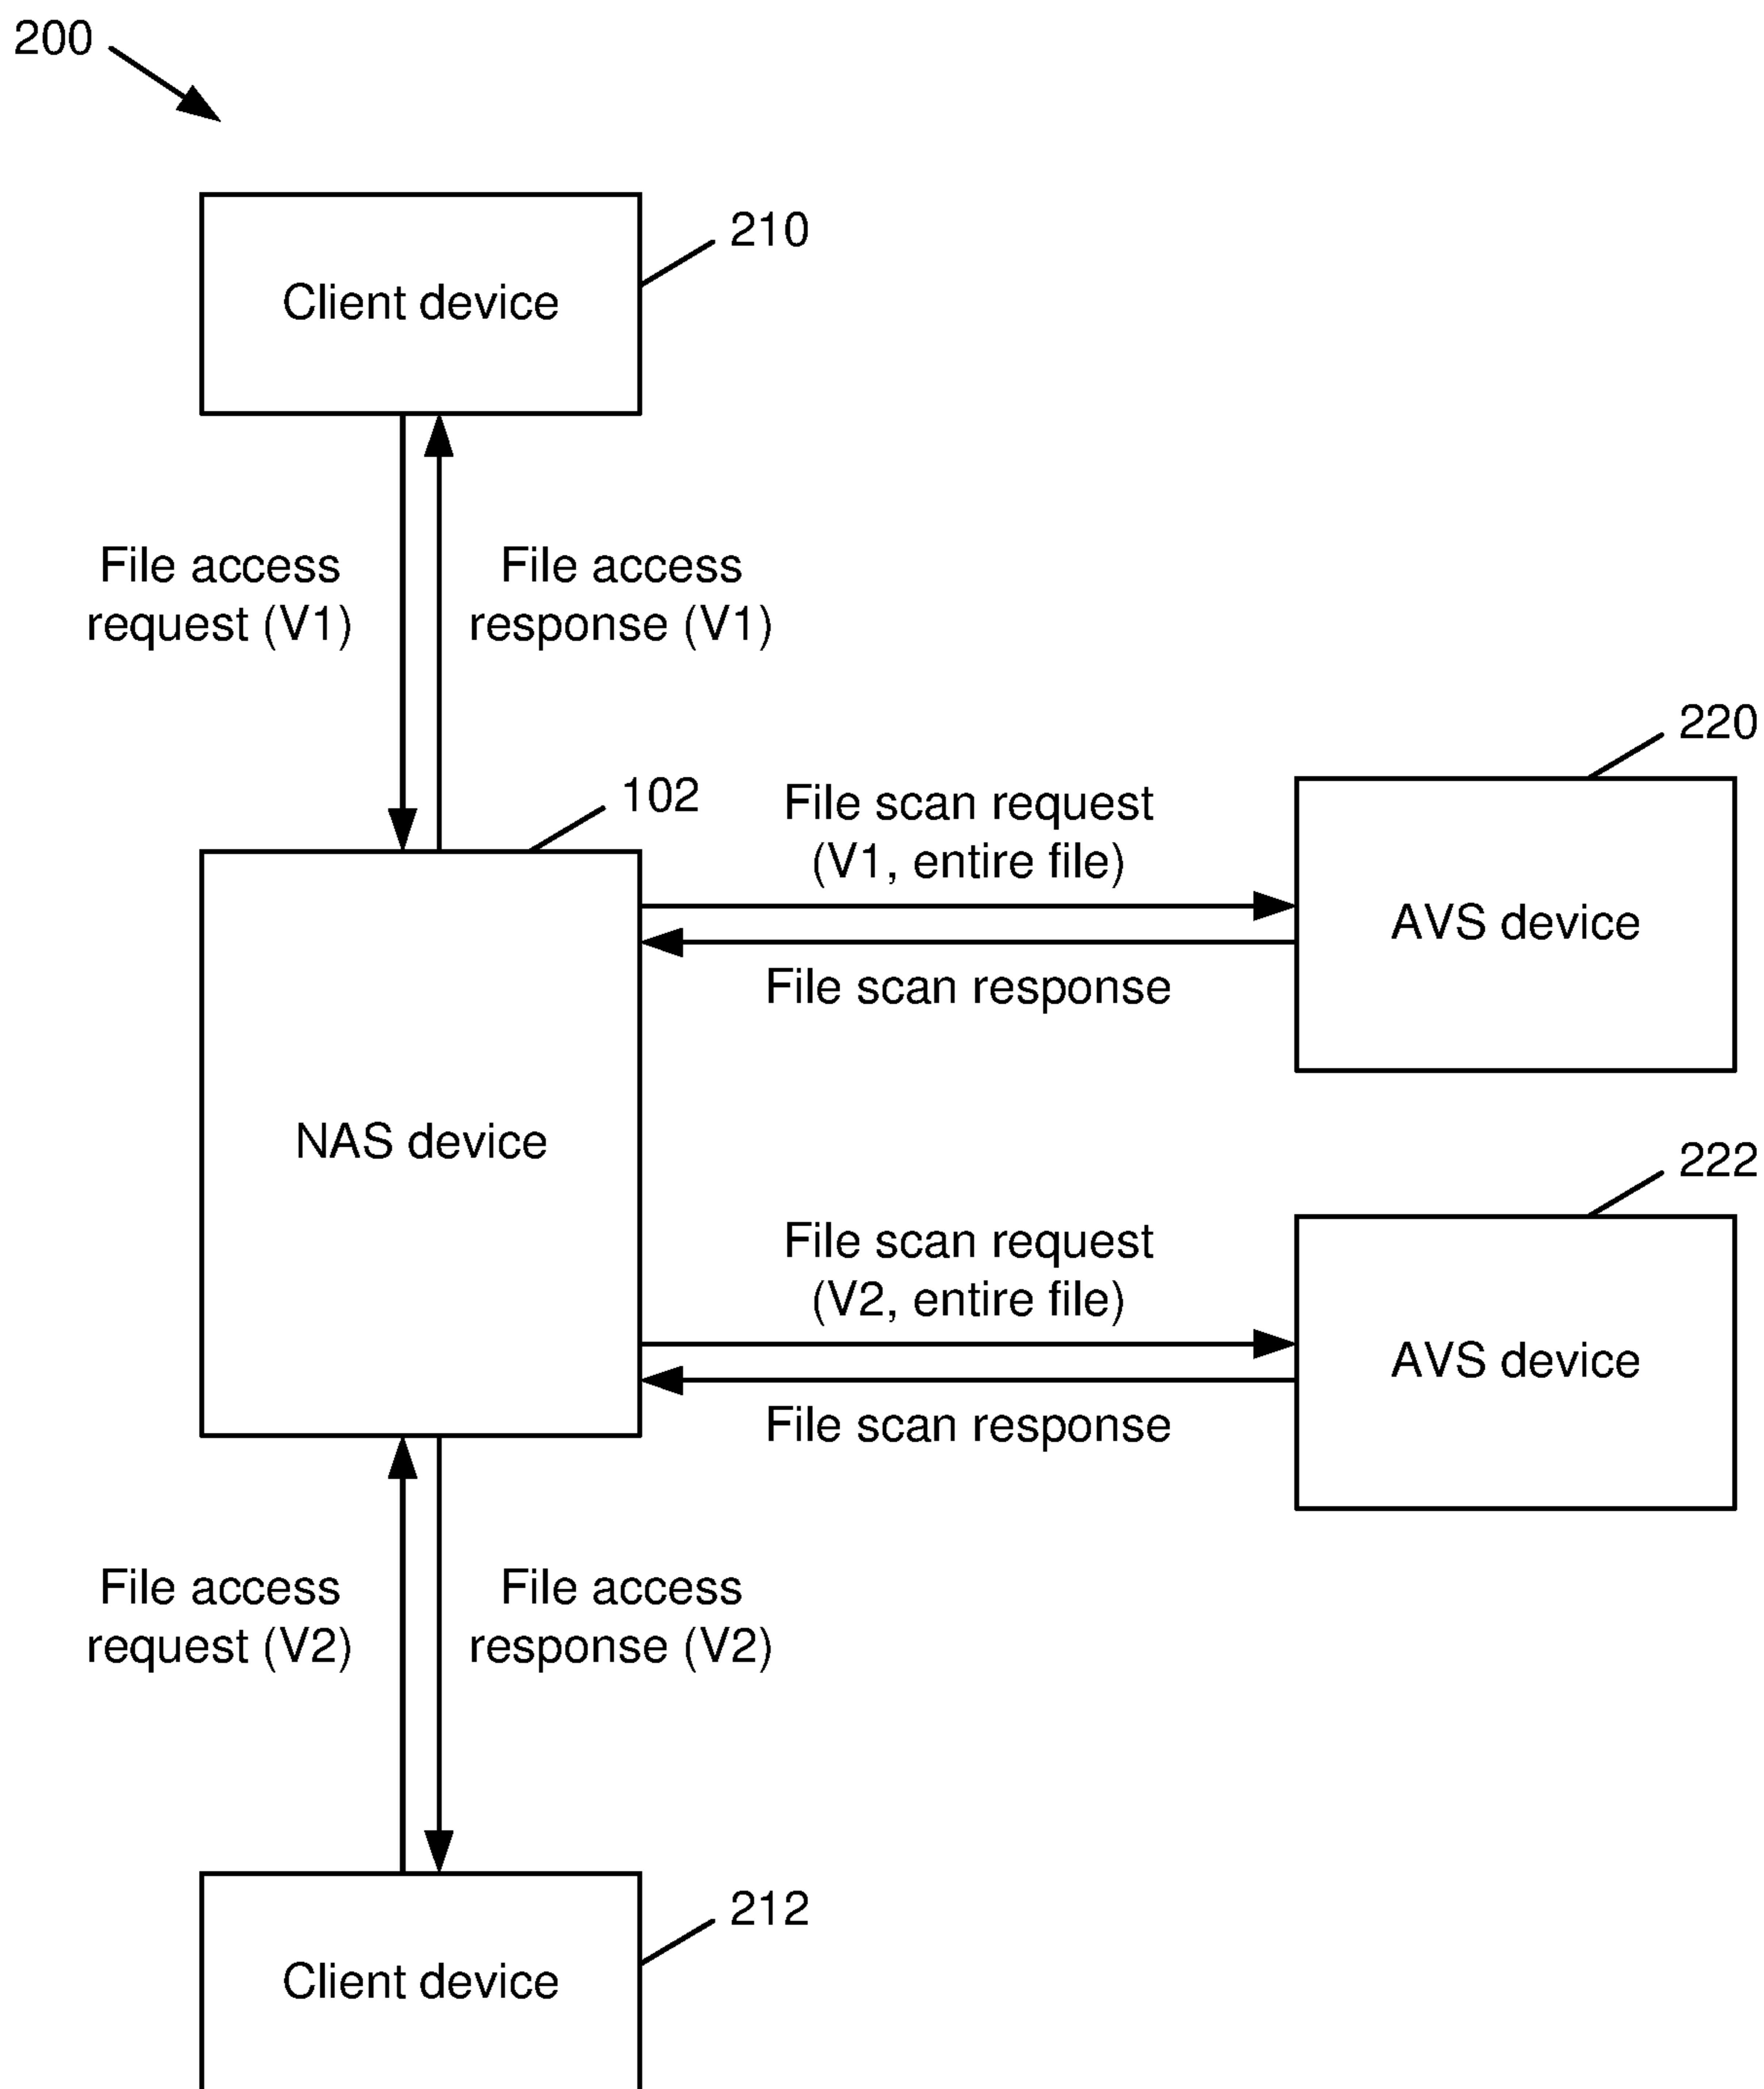 200
210
Client device
File access
request (V1)
File access
response (V1)
102
220
File scan request
(V1, entire file)
AVS device
File scan response
NAS device
222
File scan request
(V2, entire file)
AVS device
File scan response
File access
request (V2)
File access
response (V2)
212
Client device